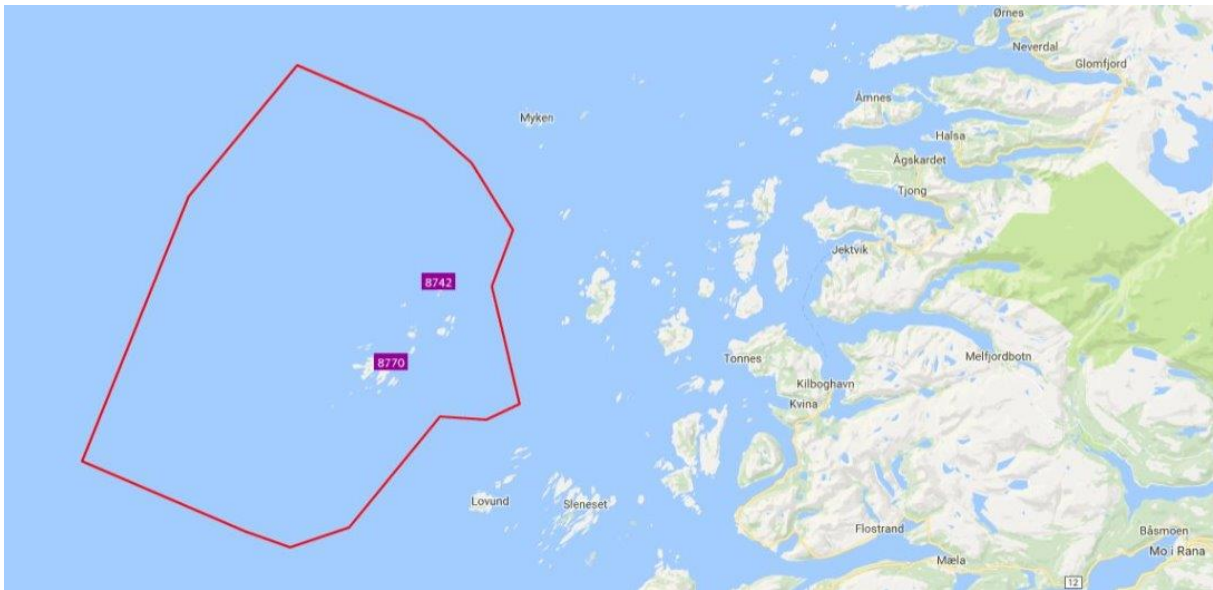 Ørnes
Neverdal
Glomfjord
Åmnes
Myken
Halsa
Ågskardet
Tjong
Jektvik
8742
Tonnes
Melfjordbotn
8770
Kilboghavn
Kvina
Lovund
Sleneset
Flostrand
Båsmoen
Mo i Rana
Mæla
12